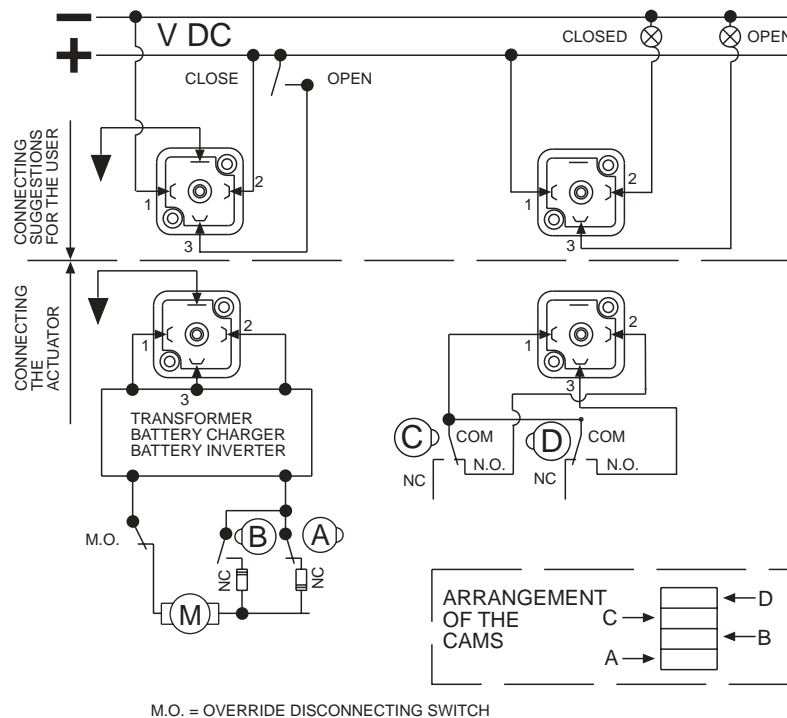 V DC
CLOSED
OPEN
CLOSE
OPEN
CONNECTING
SUGGESTIONS
FOR THE USER
1
2
3
1
2
3
CONNECTING
THE
ACTUATOR
1
2
3
1
2
3
TRANSFORMER
BATTERY CHARGER
BATTERY INVERTER
C
COM
D
COM
N.O.
N.O.
NC
NC
M.O.
B
A
NC
NC
M
ARRANGEMENT
OF THE
CAMS
D
C
B
A
M.O. = OVERRIDE DISCONNECTING SWITCH